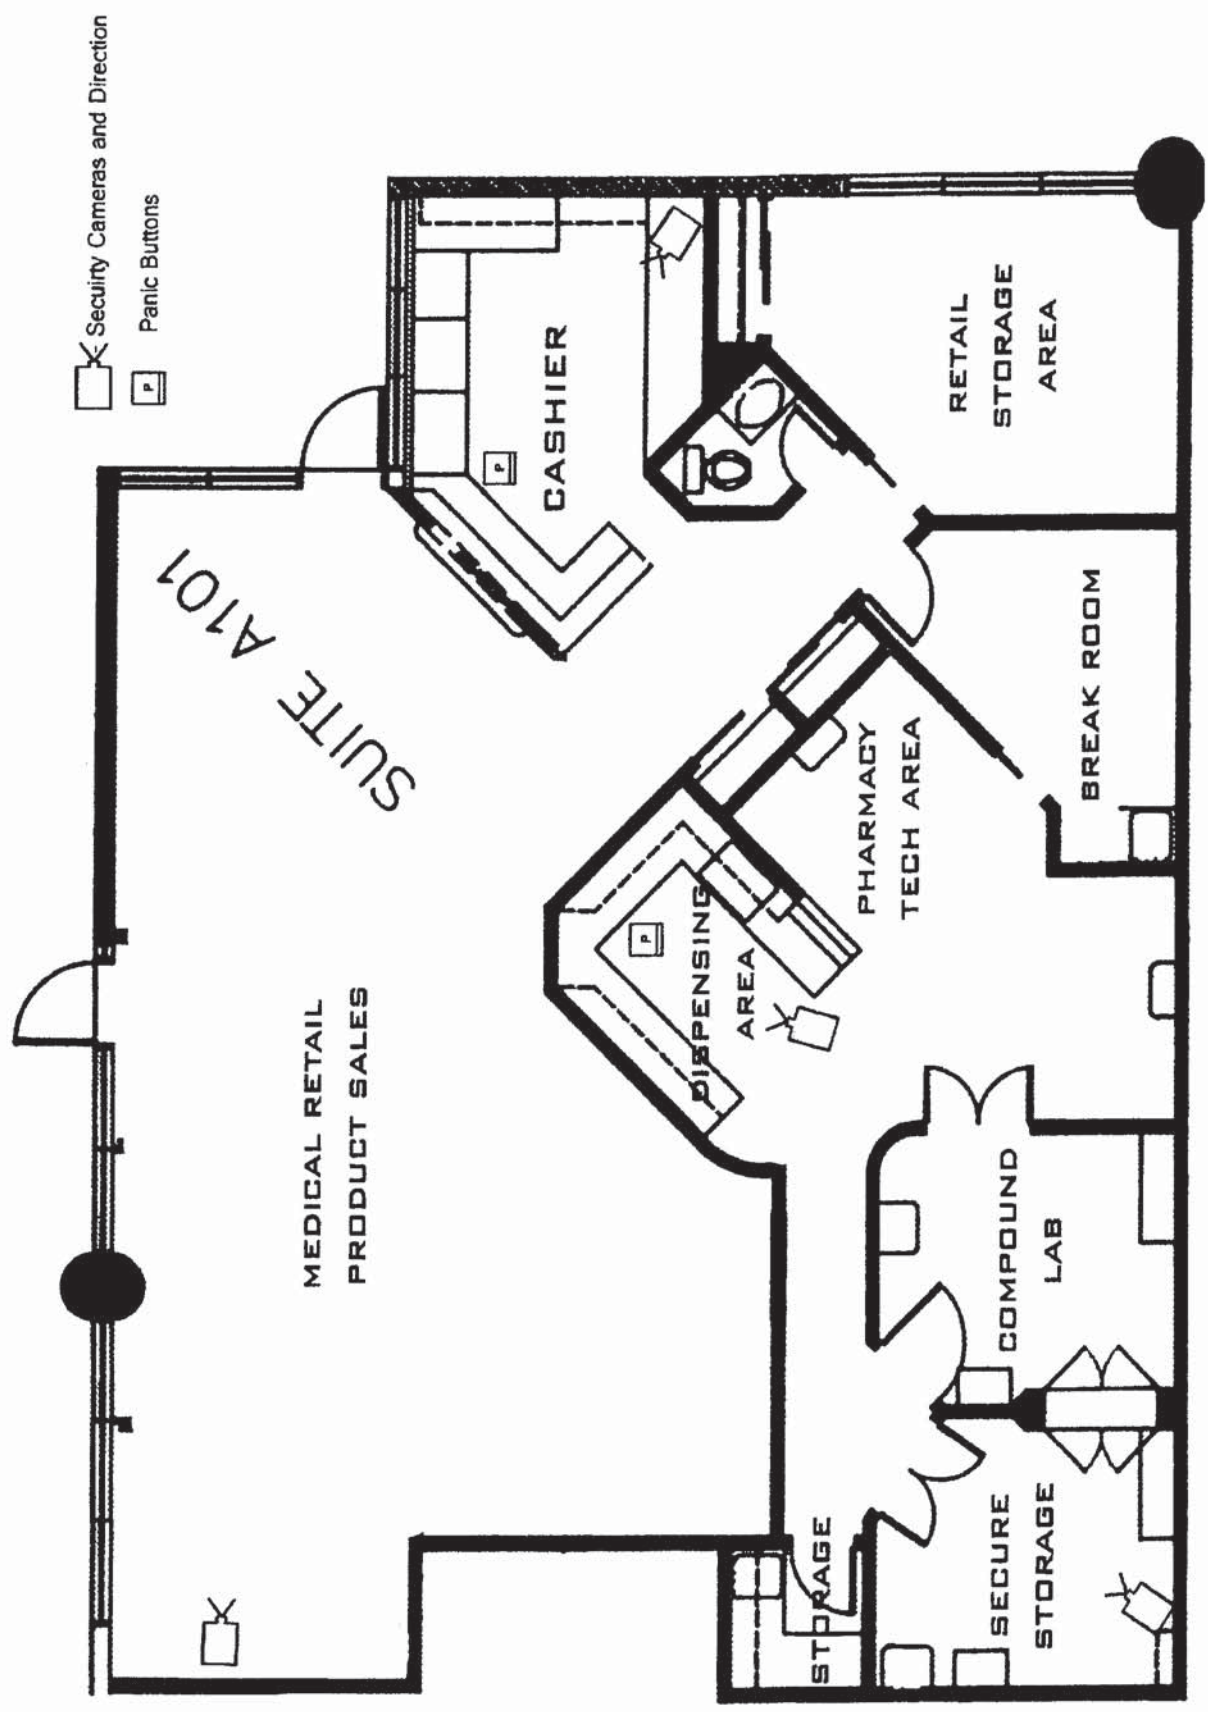 Secuirty Cameras and Direction
P
Panic Buttons
SUITE A101
CASHIER
P
RETAIL
STORAGE
AREA
MEDICAL RETAIL
PRODUCT SALES
DISPENSING
AREA
P
PHARMACY
TECH AREA
BREAK ROOM
COMPOUND
LAB
STORAGE
SECURE
STORAGE